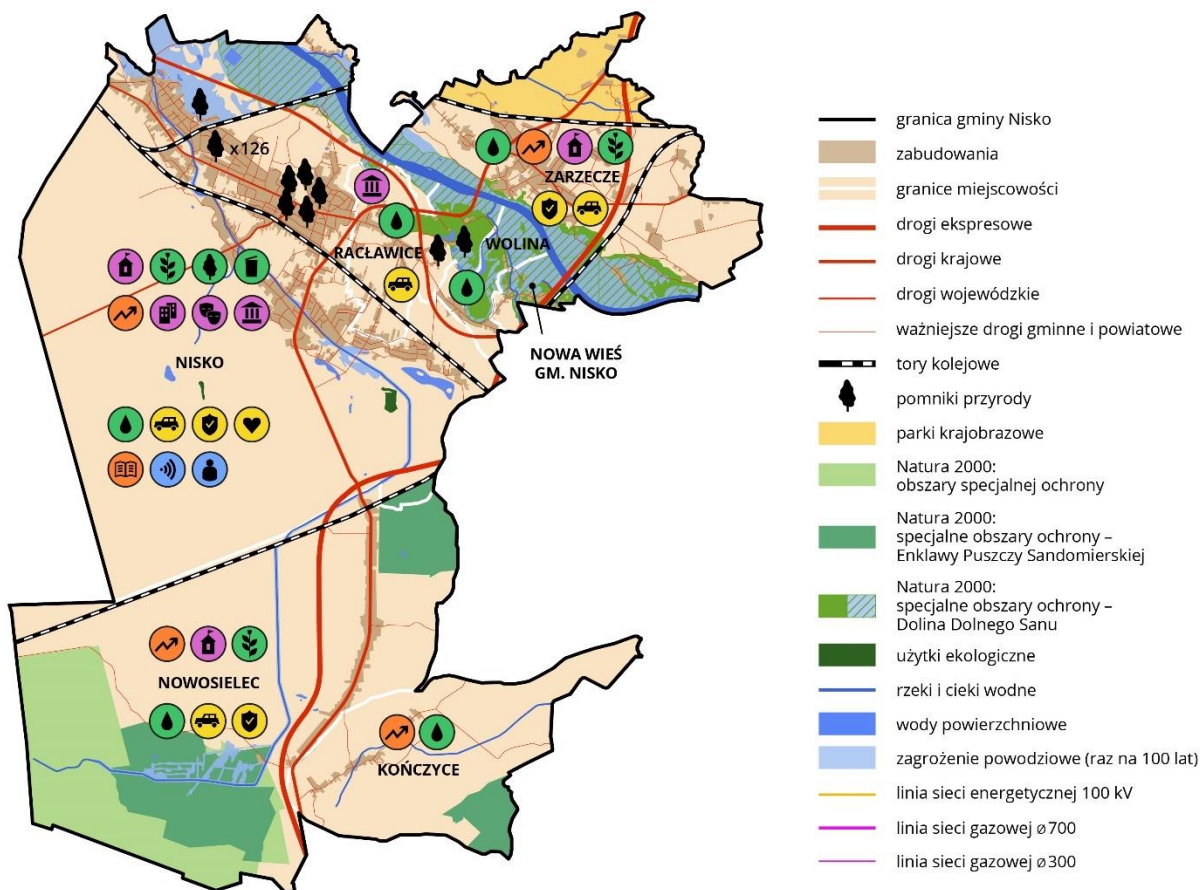 x126
ZARZECZE
RACŁAWICE
WOLINA
NISKO
NOWA WIEŚ
GM. NISKO
NOWOSIELEC
KOŃCZYCE
granica gminy Nisko
zabudowania
granice miejscowości
drogi ekspresowe
drogi krajowe
drogi wojewódzkie
ważniejsze drogi gminne i powiatowe
tory kolejowe
pomniki przyrody
parki krajobrazowe
Natura 2000:
obszary specjalnej ochrony
Natura 2000:
specjalne obszary ochrony –
Enklawy Puszczy Sandomierskiej
Natura 2000:
specjalne obszary ochrony –
Dolina Dolnego Sanu
użytki ekologiczne
rzeki i cieki wodne
wody powierzchniowe
zagrożenie powodziowe (raz na 100 lat)
linia sieci energetycznej 100 kV
linia sieci gazowej ø700
linia sieci gazowej ø300